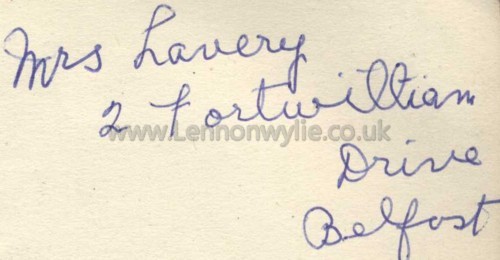 Mrs Lavery
2 Fortwilliam
www.Lennonwylie.co.uk
Drive
Belfast